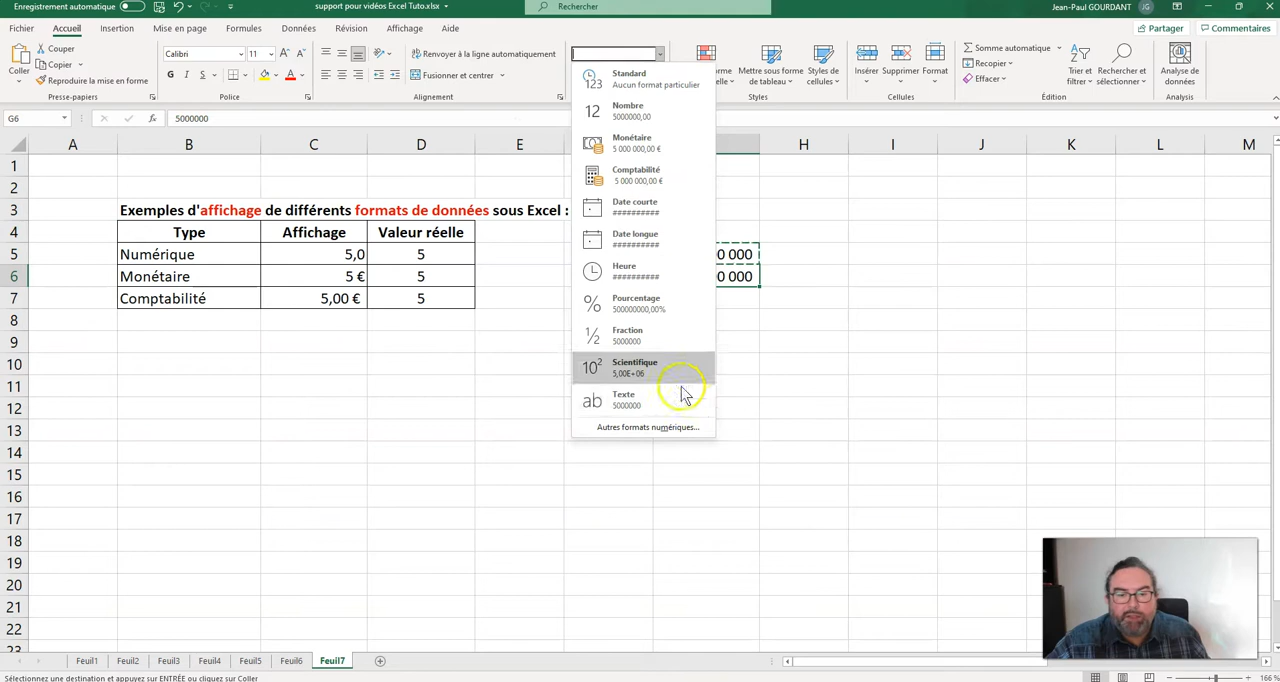 Enregistrement automatique
support pour vidéos Excel Tuto.xlsx
Rechercher
Jean-Paul GOURDANT
JG
Fichier
Accueil
Insertion
Mise en page
Formules
Données
Révision
Affichage
Aide
Partager
Commentaires
Coller
Couper
Copier
Reproduire la mise en forme
Presse-papiers
Calibri
11
G
I
S
Police
Renvoyer à la ligne automatiquement
Fusionner et centrer
Alignement
Mettre sous forme
de tableau
Styles de
cellules
Styles
Insérer
Supprimer
Format
Cellules
Somme automatique
Recopier
Effacer
Trier et
filtrer
Rechercher et
sélectionner
Édition
Analyse de
données
Analysis
G6
fx
5000000
A B C D E H I J K L M
1
2
3 Exemples d'affichage de différents formats de données sous Excel :
4 Type Affichage Valeur réelle
5 Numérique 5,0 5 0 000
6 Monétaire 5 € 5 0 000
7 Comptabilité 5,00 € 5
8
9
10
11
12
13
14
15
16
17
18
19
20
21
22
23
Standard
Aucun format particulier
Nombre
5000000,00
Monétaire
5 000 000,00 €
Comptabilité
5 000 000,00 €
Date courte
##########
Date longue
##########
Heure
##########
Pourcentage
500000000,00%
Fraction
5000000
Scientifique
5,00E+06
Texte
5000000
Autres formats numériques...
Feuil1 Feuil2 Feuil3 Feuil4 Feuil5 Feuil6 Feuil7
Sélectionnez une destination et appuyez sur ENTRÉE ou cliquez sur Coller
166 %